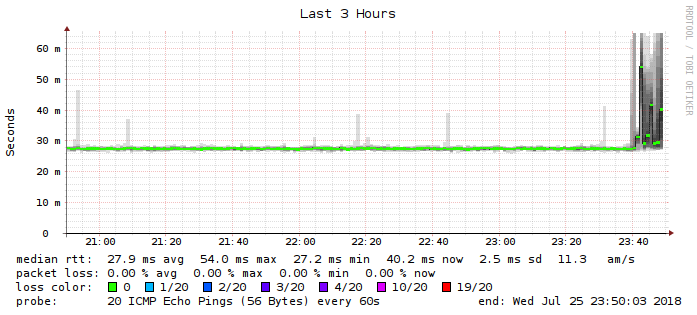 Last 3 Hours
RRDTOOL / TOBI OETIKER
Seconds
60 m
50 m
40 m
30 m
20 m
10 m
0
21:00 21:20 21:40 22:00 22:20 22:40 23:00 23:20 23:40
median rtt: 27.9 ms avg 54.0 ms max 27.2 ms min 40.2 ms now 2.5 ms sd 11.3 am/s
packet loss: 0.00 % avg 0.00 % max 0.00 % min 0.00 % now
loss color: 0 1/20 2/20 3/20 4/20 10/20 19/20
probe: 20 ICMP Echo Pings (56 Bytes) every 60s end: Wed Jul 25 23:50:03 2018